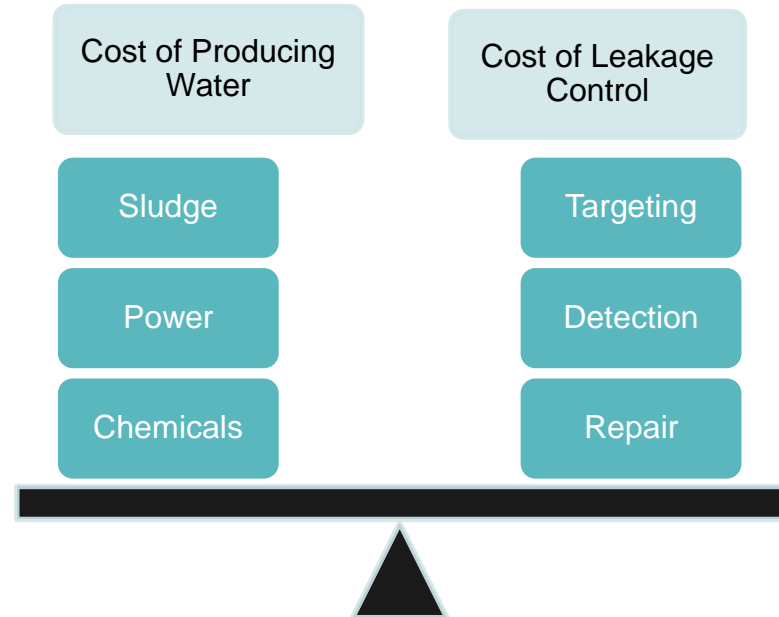 Cost of Producing
Water
Cost of Leakage
Control
Sludge
Targeting
Power
Detection
Chemicals
Repair